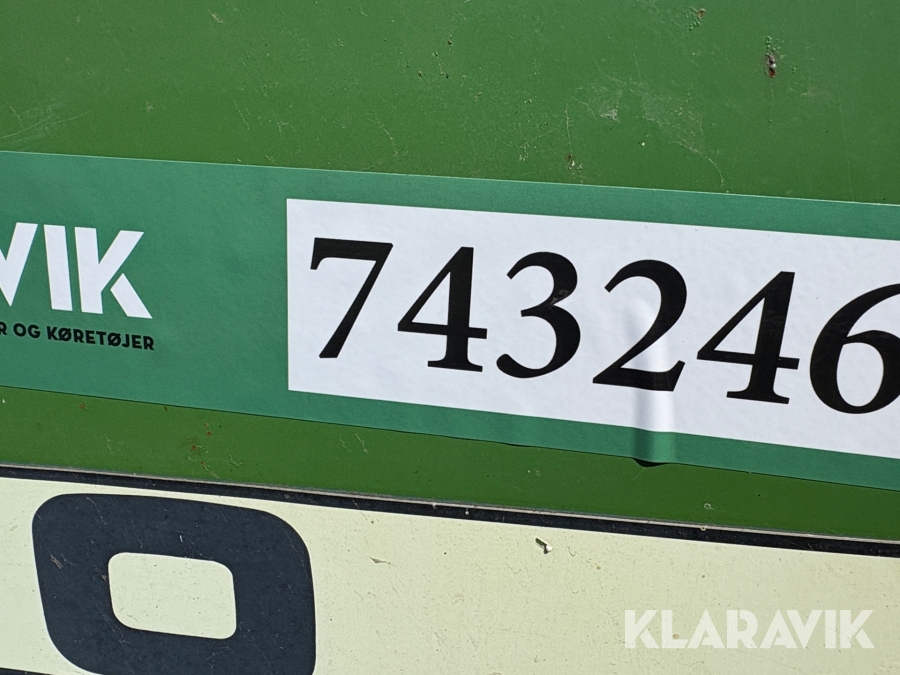 VIK
R OG KØRETØJER
743246
O
KLARAVIK